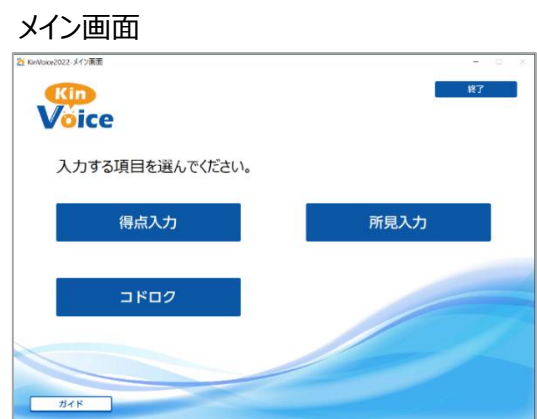 メイン画面
KinVoice2022-メイン画面
終了
Kin
Voice
入力する項目を選んでください。
得点入力
所見入力
コドロク
ガイド